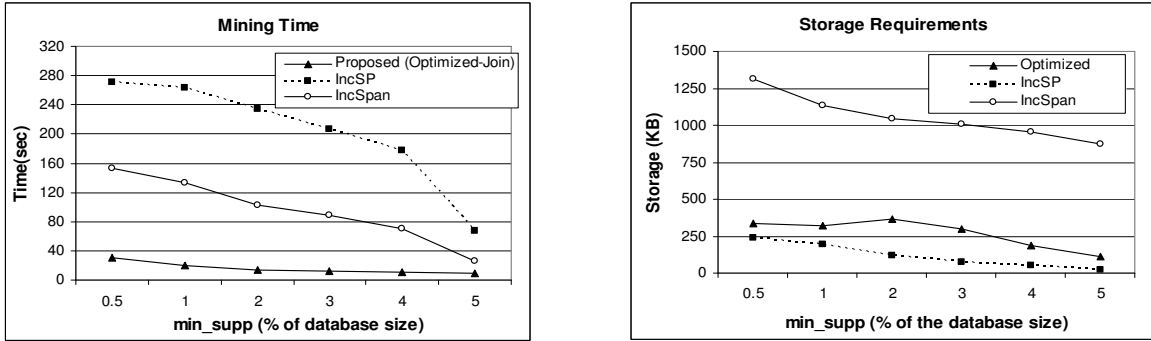 Mining Time
320
280
240
200
160
120
80
40
0
Time(sec)
Proposed (Optimized-Join)
IncSP
IncSpan
0.5 1 2 3 4 5
min_supp (% of database size)
Storage Requirements
1500
1250
1000
750
500
250
0
Storage (KB)
Optimized
IncSP
IncSpan
0.5 1 2 3 4 5
min_supp (% of the database size)